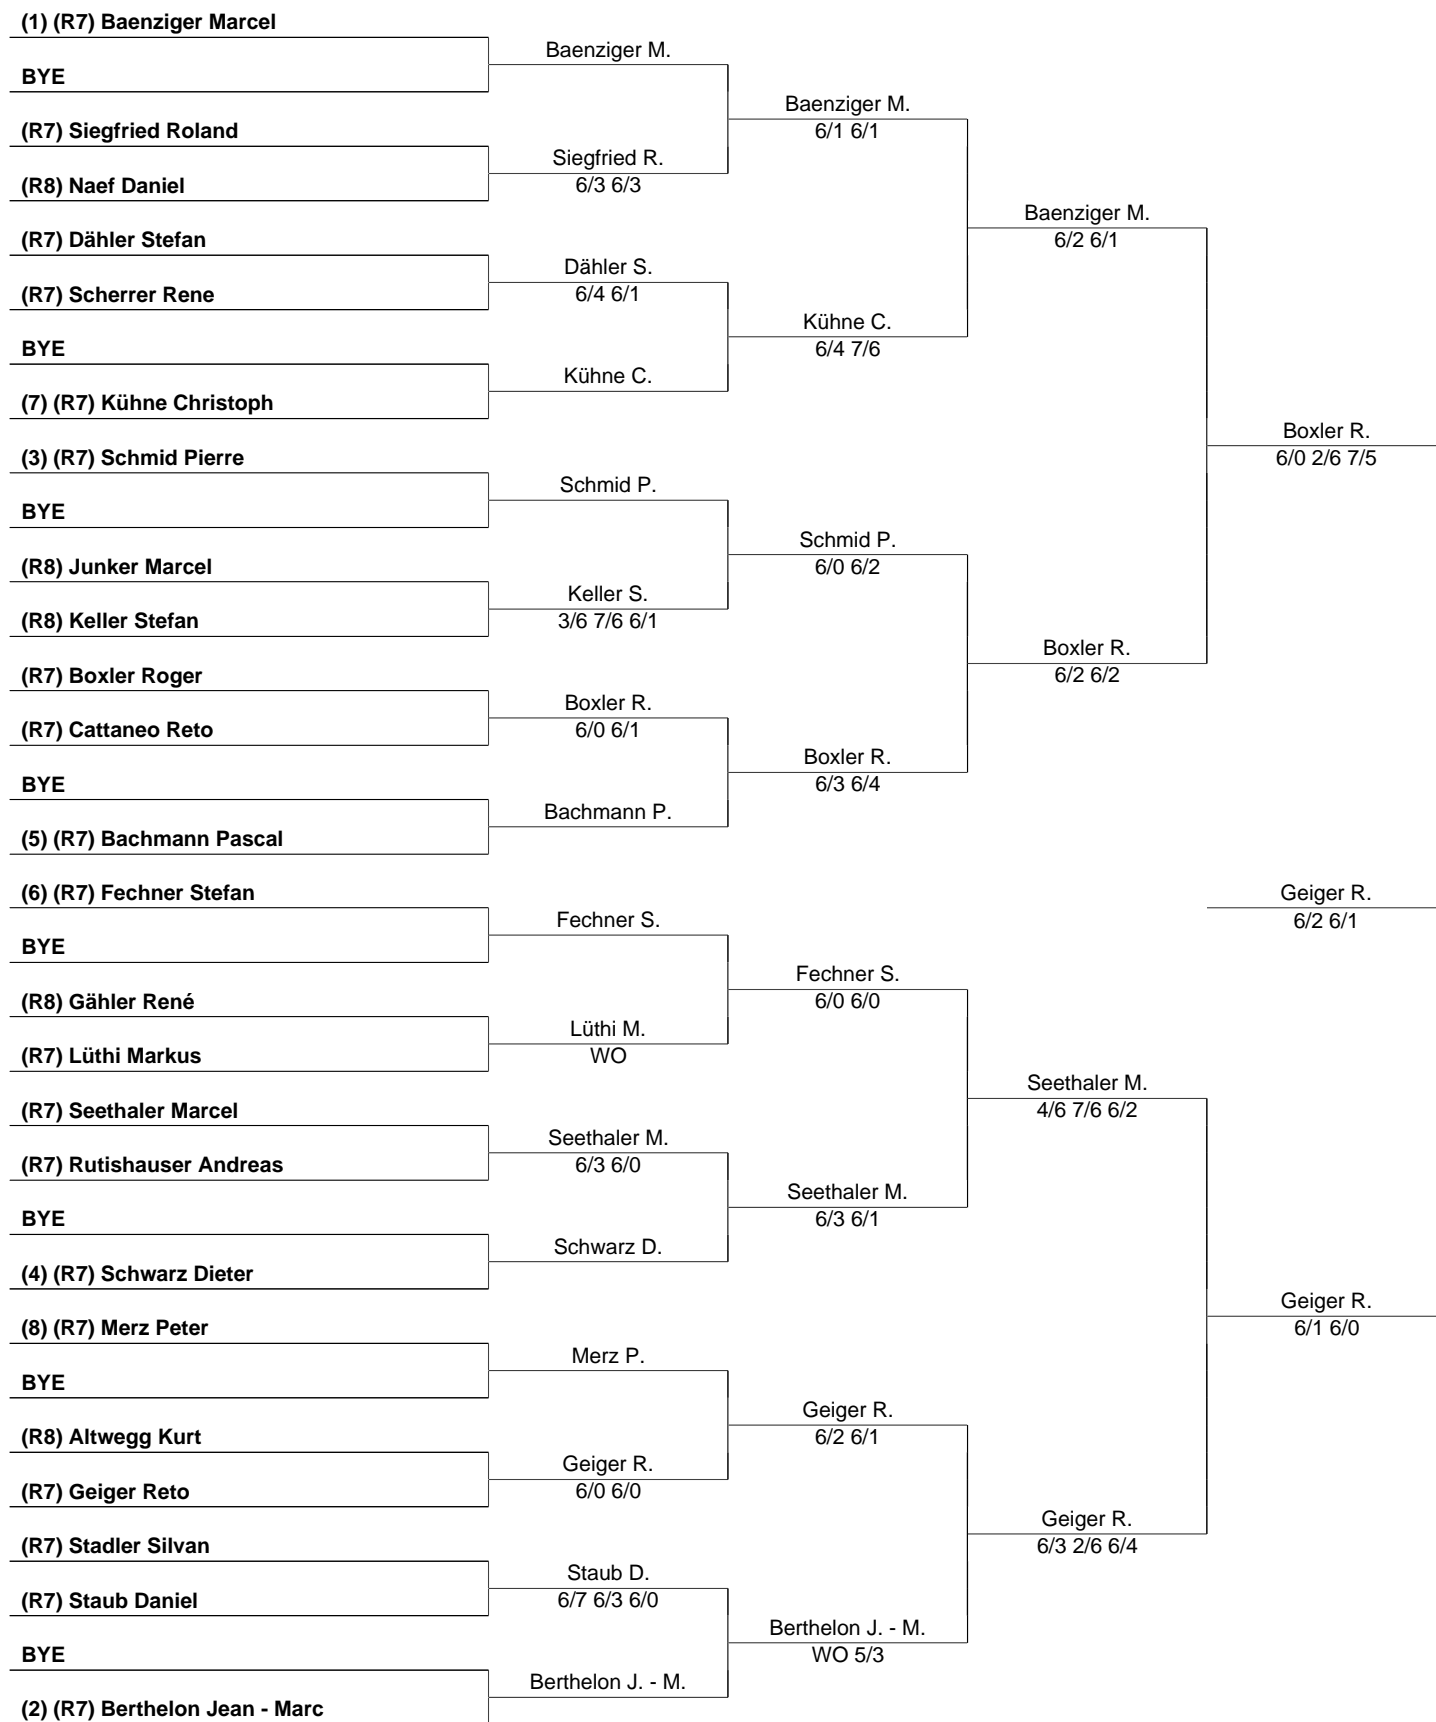 (1) (R7) Baenziger Marcel
BYE
(R7) Siegfried Roland
(R8) Naef Daniel
(R7) Dähler Stefan
(R7) Scherrer Rene
BYE
(7) (R7) Kühne Christoph
(3) (R7) Schmid Pierre
BYE
(R8) Junker Marcel
(R8) Keller Stefan
(R7) Boxler Roger
(R7) Cattaneo Reto
BYE
(5) (R7) Bachmann Pascal
(6) (R7) Fechner Stefan
BYE
(R8) Gähler René
(R7) Lüthi Markus
(R7) Seethaler Marcel
(R7) Rutishauser Andreas
BYE
(4) (R7) Schwarz Dieter
(8) (R7) Merz Peter
BYE
(R8) Altwegg Kurt
(R7) Geiger Reto
(R7) Stadler Silvan
(R7) Staub Daniel
BYE
(2) (R7) Berthelon Jean - Marc
Baenziger M.
Siegfried R.
6/3 6/3
Dähler S.
6/4 6/1
Kühne C.
Schmid P.
Keller S.
3/6 7/6 6/1
Boxler R.
6/0 6/1
Bachmann P.
Fechner S.
Lüthi M.
WO
Seethaler M.
6/3 6/0
Schwarz D.
Merz P.
Geiger R.
6/0 6/0
Staub D.
6/7 6/3 6/0
Berthelon J. - M.
Baenziger M.
6/1 6/1
Kühne C.
6/4 7/6
Schmid P.
6/0 6/2
Boxler R.
6/3 6/4
Fechner S.
6/0 6/0
Seethaler M.
6/3 6/1
Geiger R.
6/2 6/1
Berthelon J. - M.
WO 5/3
Baenziger M.
6/2 6/1
Boxler R.
6/2 6/2
Seethaler M.
4/6 7/6 6/2
Geiger R.
6/3 2/6 6/4
Boxler R.
6/0 2/6 7/5
Geiger R.
6/2 6/1
Geiger R.
6/1 6/0